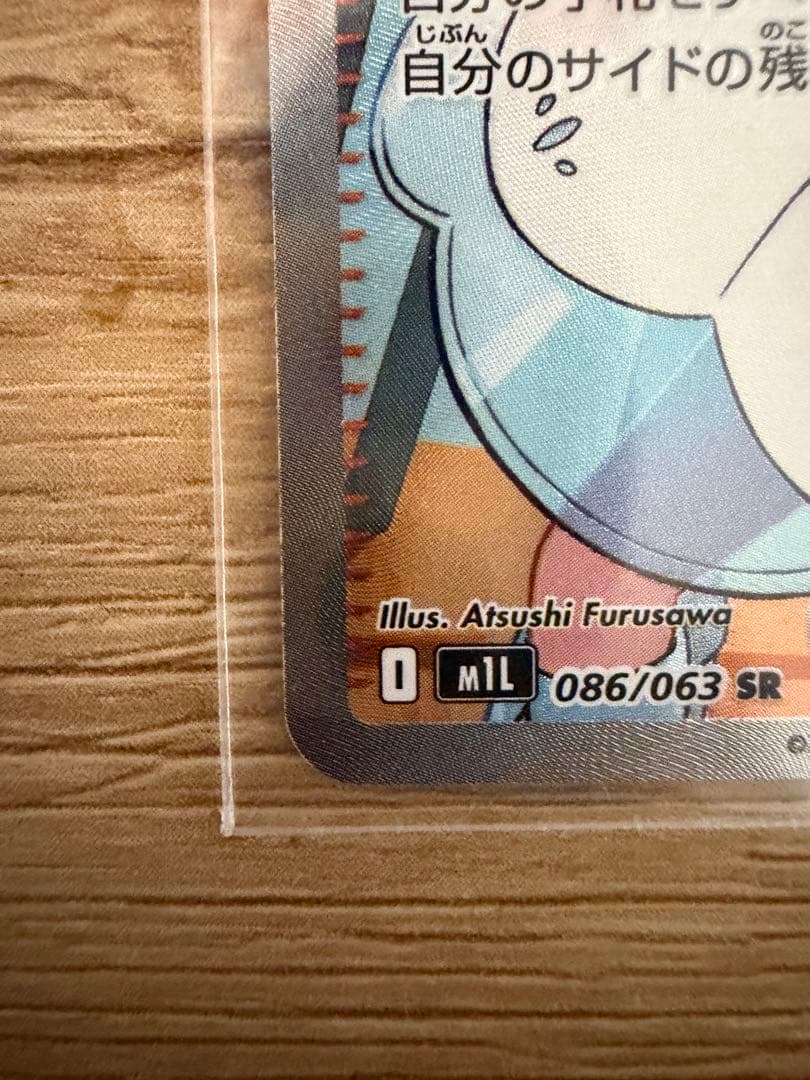 じぶん のこ
自分のサイドの残
Illus. Atsushi Furusawa
I M1L 086/063 SR
©